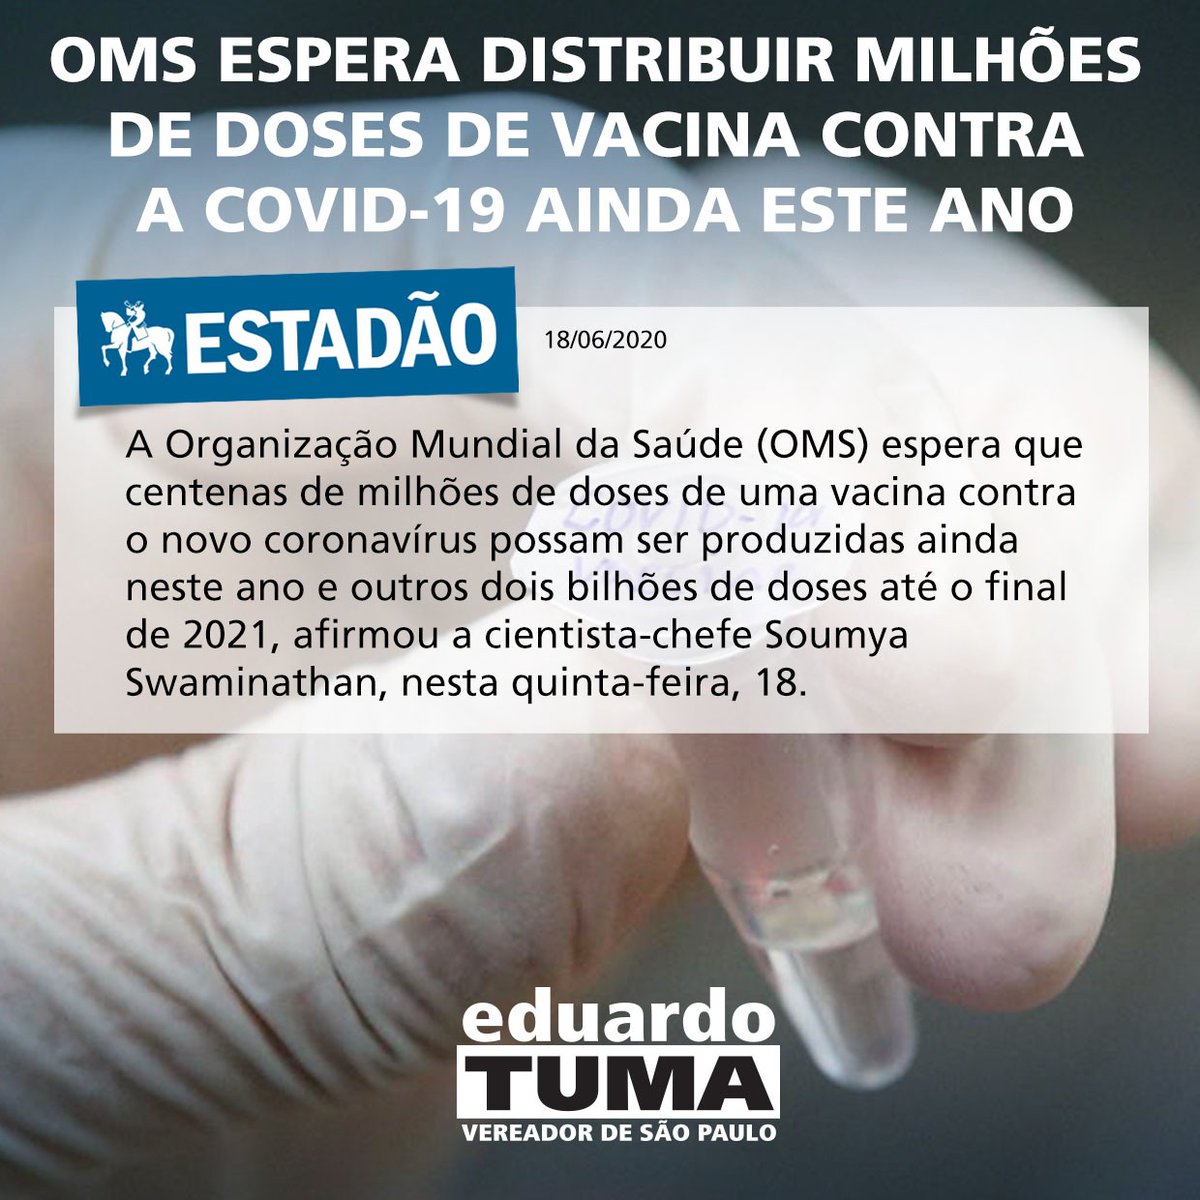 OMS ESPERA DISTRIBUIR MILHÕES
DE DOSES DE VACINA CONTRA
A COVID-19 AINDA ESTE ANO
ESTADÃO
18/06/2020
A Organização Mundial da Saúde (OMS) espera que
centenas de milhões de doses de uma vacina contra
o novo coronavírus possam ser produzidas ainda
neste ano e outros dois bilhões de doses até o final
de 2021, afirmou a cientista-chefe Soumya
Swaminathan, nesta quinta-feira, 18.
eduardo
TUMA
VEREADOR DE SÃO PAULO